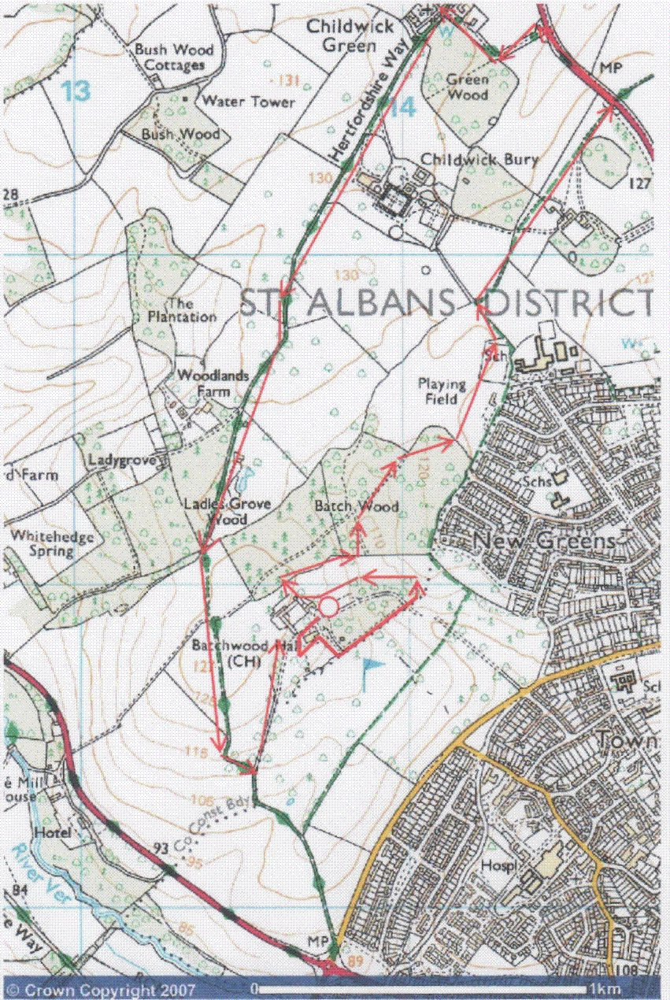 Childwick
Green
Bush Wood
Cottages
W
MP
13
131
Green
Wood
Water Tower
Hertfordshire Way
14
Bush Wood
Childwick Bury
130
127
28
130
ST ALBANS DISTRICT
The
Plantation
W
Sch
Woodlands
Farm
Playing
Field
120
Ladygrove
d Farm
Schs
Ladies Grove
Wood
Batch Wood
110
Whitehedge
Spring
New Greens
Batchwood Hall
(CH)
127
125
Town
115
105
e Mill
ouse
Co Const Bdy
Hotel
93
95
Hospl
River Ver
84
85
e Way
MP
89
108
© Crown Copyright 2007
0
1km